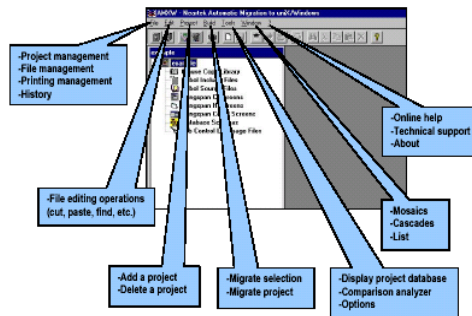 - Neartek Automatic Migration to uniX/Windows
File Edit Project Build Tools Window
-Project management
-File management
-Printing management
-History
-Online help
-Technical support
-About
-File editing operations
(cut, paste, find, etc.)
-Mosaics
-Cascades
-List
-Add a project
-Delete a project
-Migrate selection
-Migrate project
-Display project database
-Comparison analyzer
-Options